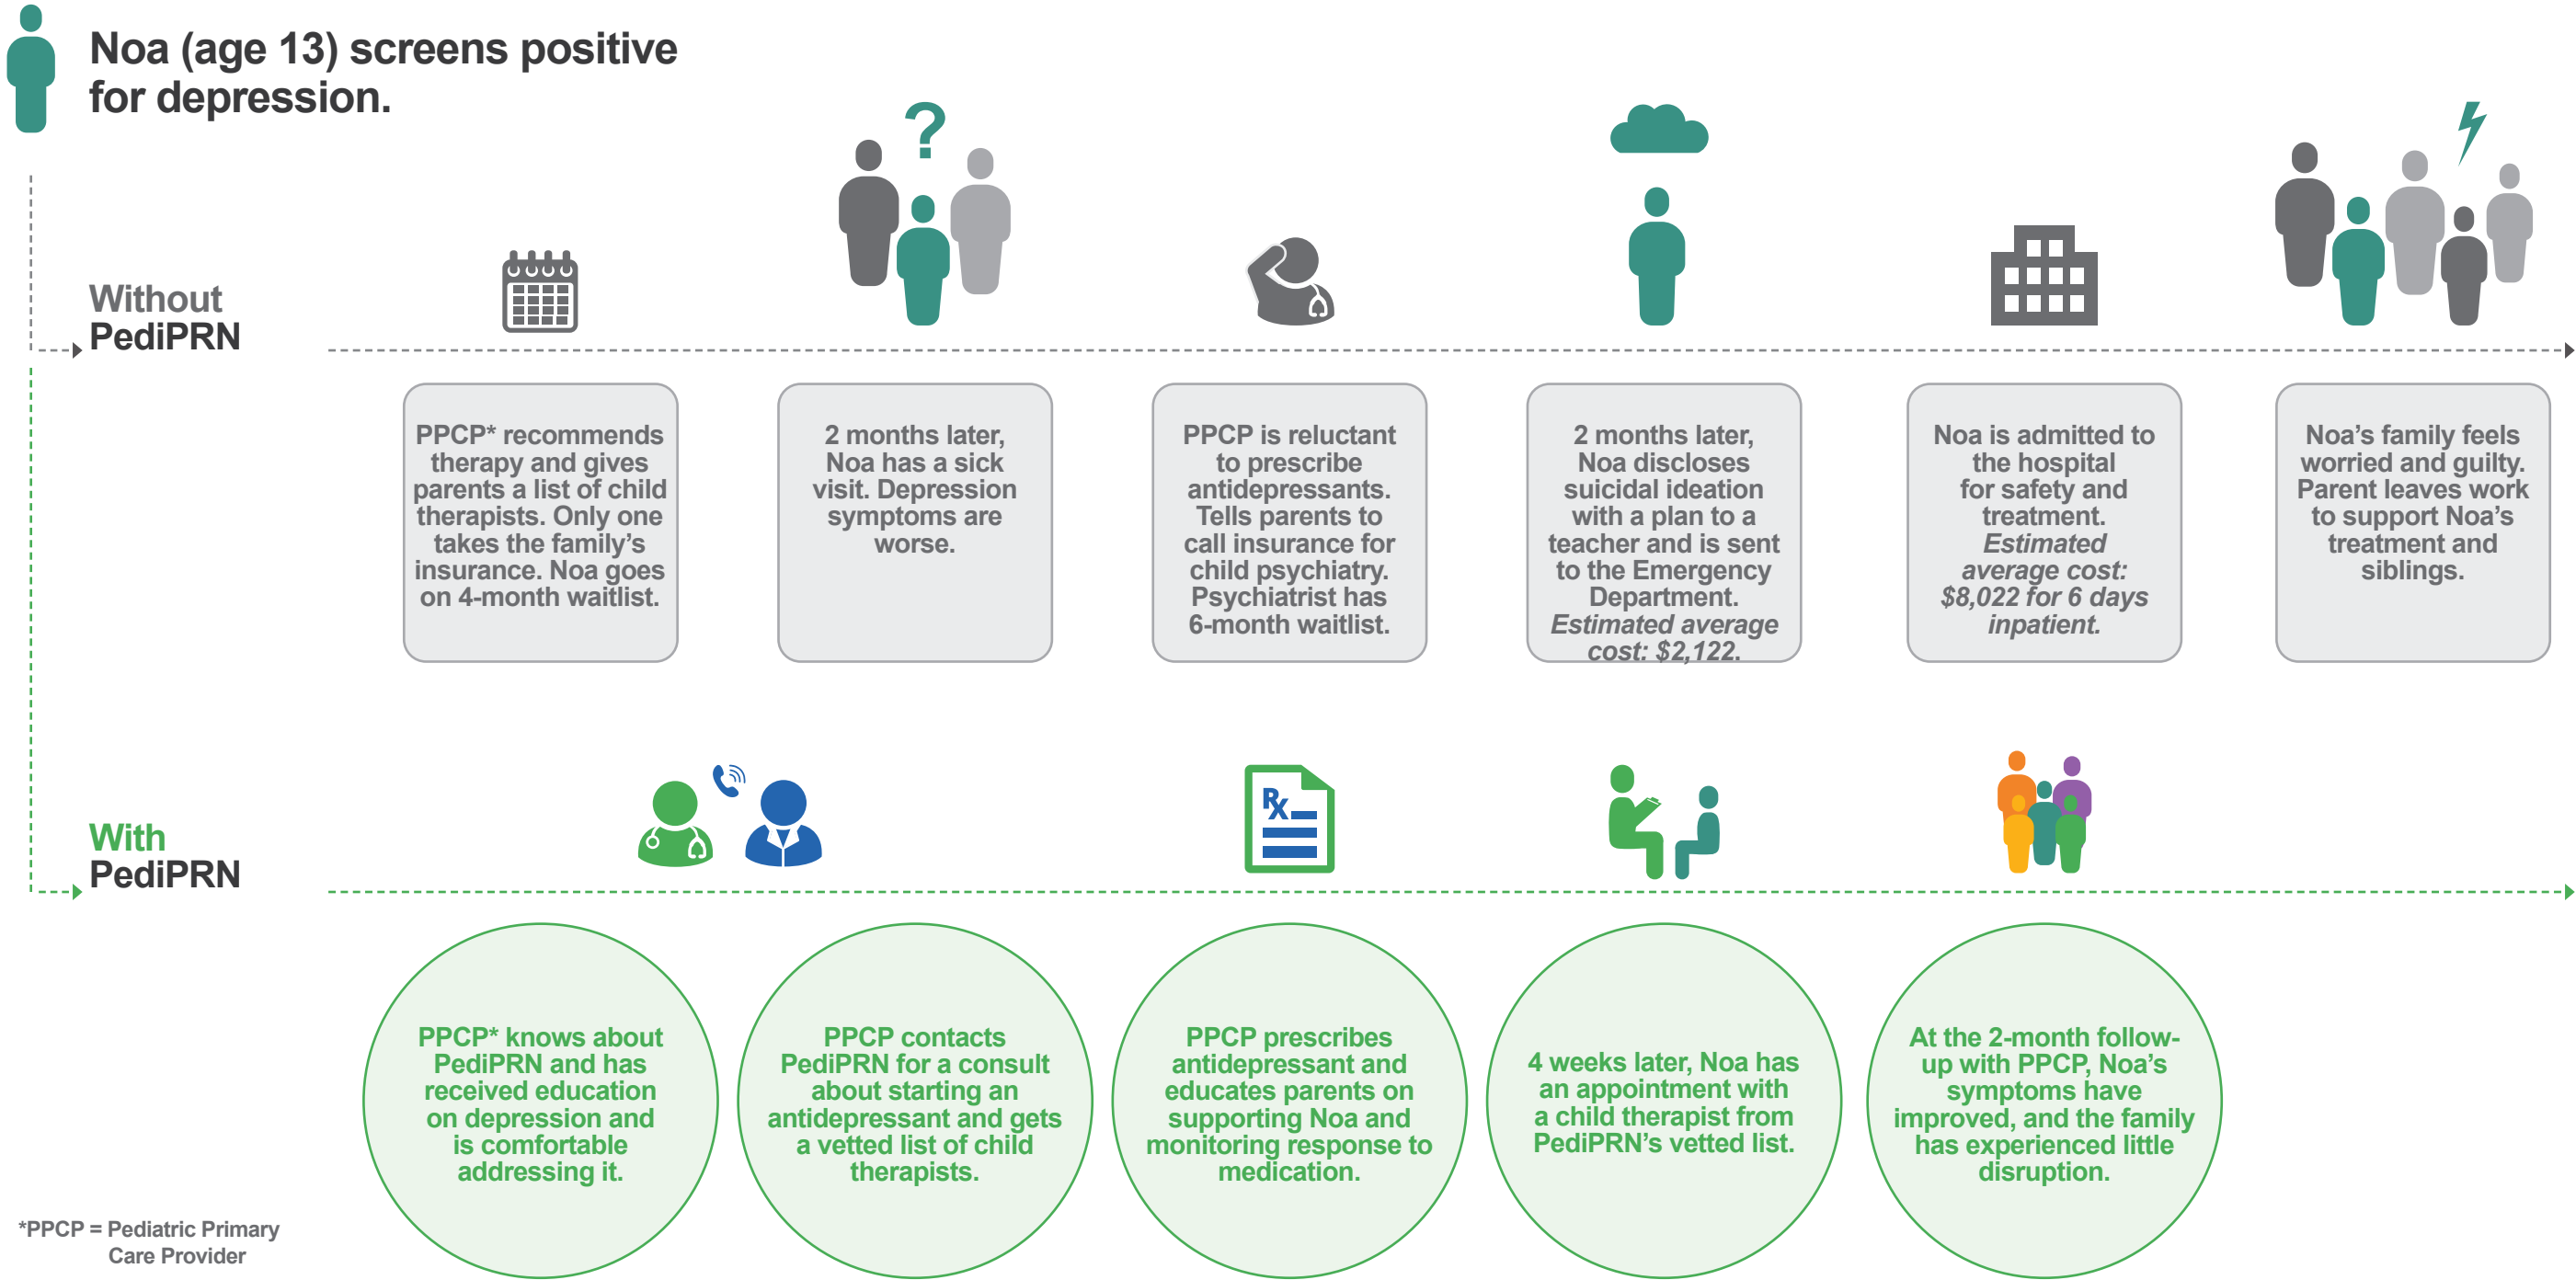 Noa (age 13) screens positive
for depression.
?
Without
PediPRN
PPCP* recommends
therapy and gives
parents a list of child
therapists. Only one
takes the family’s
insurance. Noa goes
on 4-month waitlist.
2 months later,
Noa has a sick
visit. Depression
symptoms are
worse.
PPCP is reluctant
to prescribe
antidepressants.
Tells parents to
call insurance for
child psychiatry.
Psychiatrist has
6-month waitlist.
2 months later,
Noa discloses
suicidal ideation
with a plan to a
teacher and is sent
to the Emergency
Department.
Estimated average
cost: $2,122.
Noa is admitted to
the hospital
for safety and
treatment.
Estimated
average cost:
$8,022 for 6 days
inpatient.
Noa’s family feels
worried and guilty.
Parent leaves work
to support Noa’s
treatment and
siblings.
Rx
With
PediPRN
PPCP* knows about
PediPRN and has
received education
on depression and
is comfortable
addressing it.
PPCP contacts
PediPRN for a consult
about starting an
antidepressant and gets
a vetted list of child
therapists.
PPCP prescribes
antidepressant and
educates parents on
supporting Noa and
monitoring response to
medication.
4 weeks later, Noa has
an appointment with
a child therapist from
PediPRN’s vetted list.
At the 2-month follow-
up with PPCP, Noa’s
symptoms have
improved, and the family
has experienced little
disruption.
*PPCP = Pediatric Primary
Care Provider